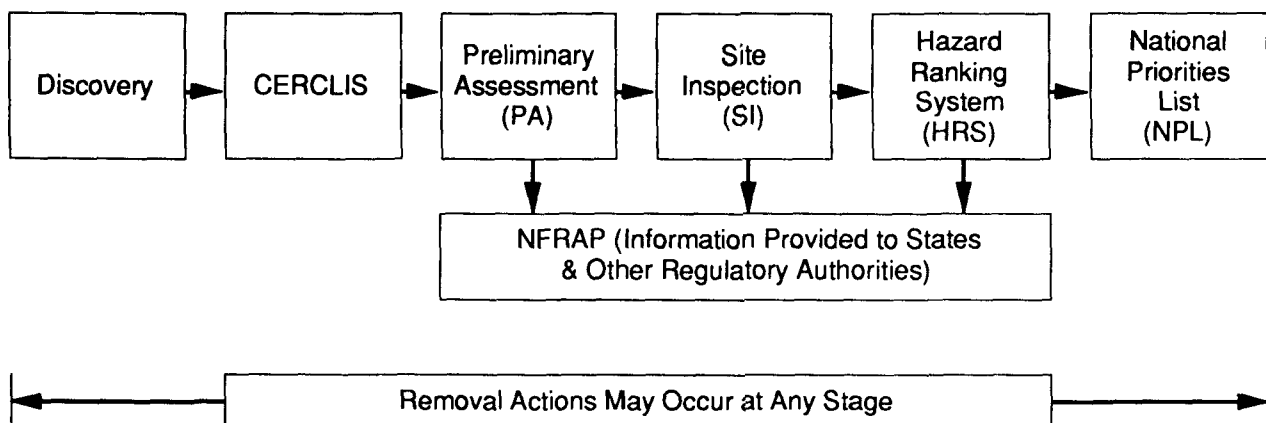 Discovery
CERCLIS
Preliminary
Assessment
(PA)
Site
Inspection
(SI)
Hazard
Ranking
System
(HRS)
National
Priorities
List
(NPL)
NFRAP (Information Provided to States
& Other Regulatory Authorities)
Removal Actions May Occur at Any Stage